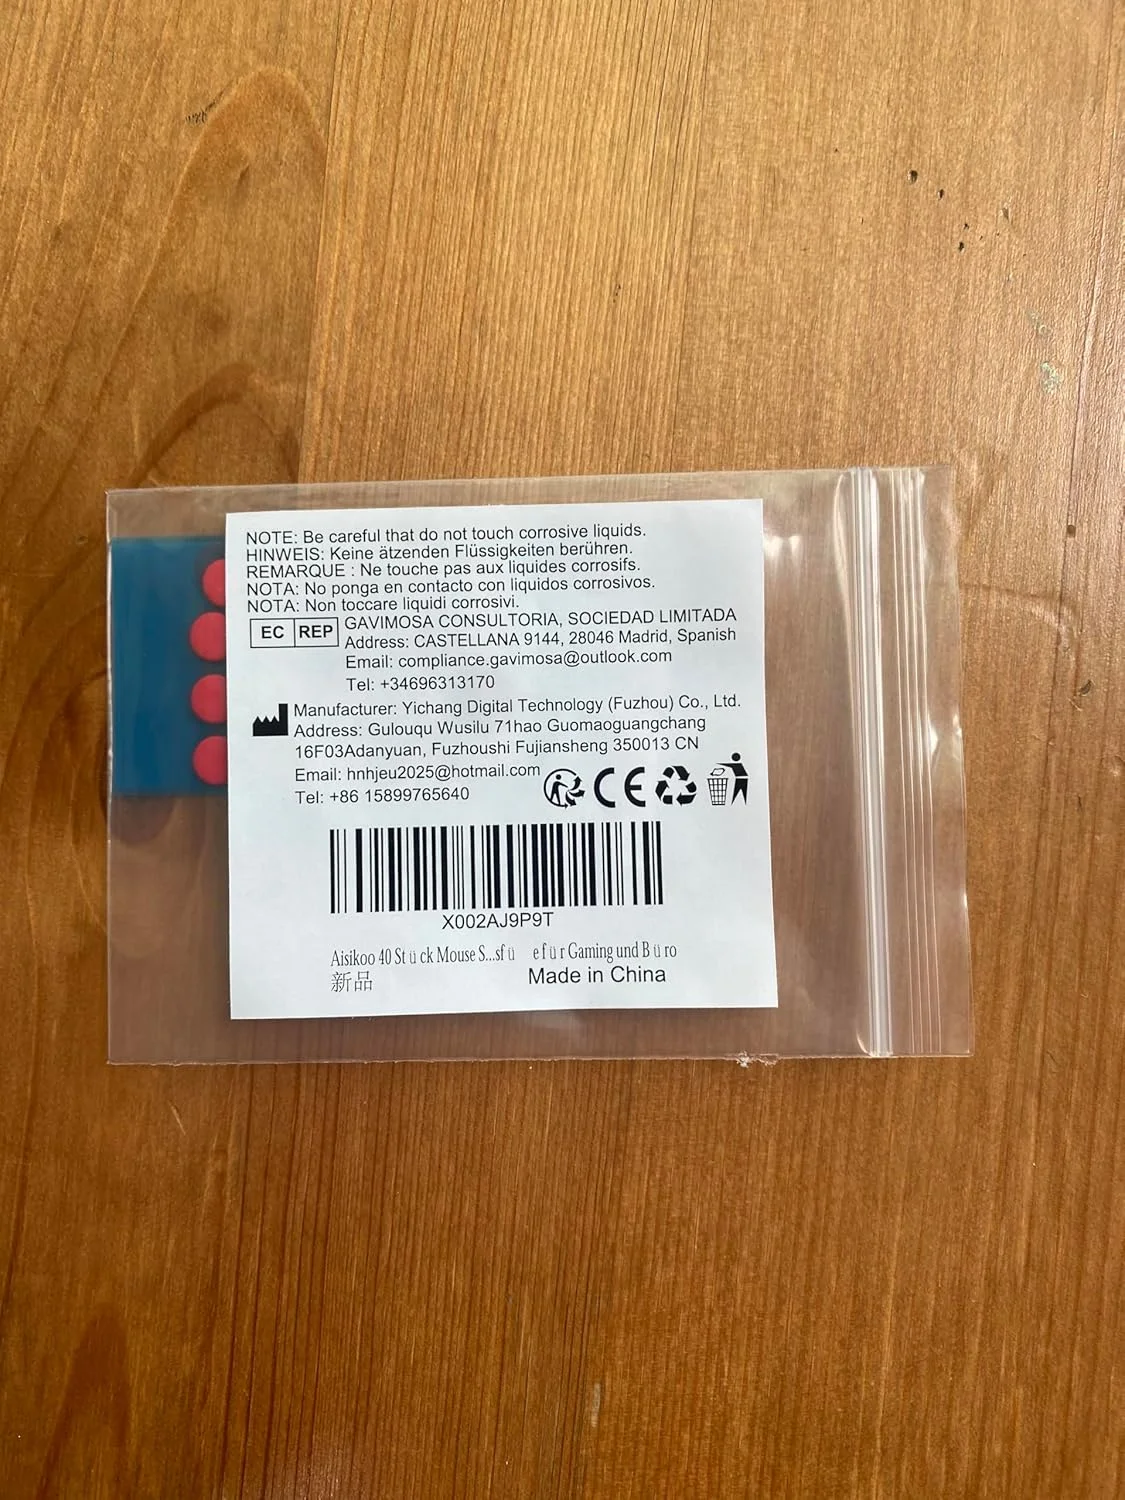 NOTE: Be careful that do not touch corrosive liquids.
HINWEIS: Keine ätzenden Flüssigkeiten berühren.
REMARQUE : Ne touche pas aux liquides corrosifs.
NOTA: No ponga en contacto con liquidos corrosivos.
NOTA: Non toccare liquidi corrosivi.
EC REP
GAVIMOSA CONSULTORIA, SOCIEDAD LIMITADA
Address: CASTELLANA 9144, 28046 Madrid, Spanish
Email: compliance.gavimosa@outlook.com
Tel: +34696313170
Manufacturer: Yichang Digital Technology (Fuzhou) Co., Ltd.
Address: Gulouqu Wusilu 71hao Guomaoguangchang
16F03Adanyuan, Fuzhoushi Fujiansheng 350013 CN
Email: hnhjeu2025@hotmail.com
Tel: +86 15899765640
CE
X002AJ9P9T
Aisikoo 40 Stück Mouse S...sfü efür Gaming und Büro
新品
Made in China